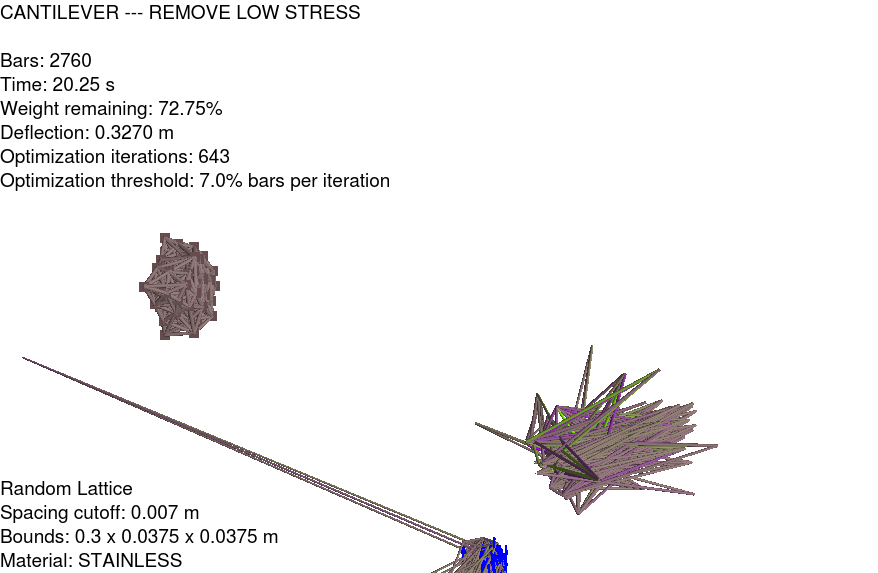 CANTILEVER --- REMOVE LOW STRESS
Bars: 2760
Time: 20.25 s
Weight remaining: 72.75%
Deflection: 0.3270 m
Optimization iterations: 643
Optimization threshold: 7.0% bars per iteration
Random Lattice
Spacing cutoff: 0.007 m
Bounds: 0.3 x 0.0375 x 0.0375 m
Material: STAINLESS